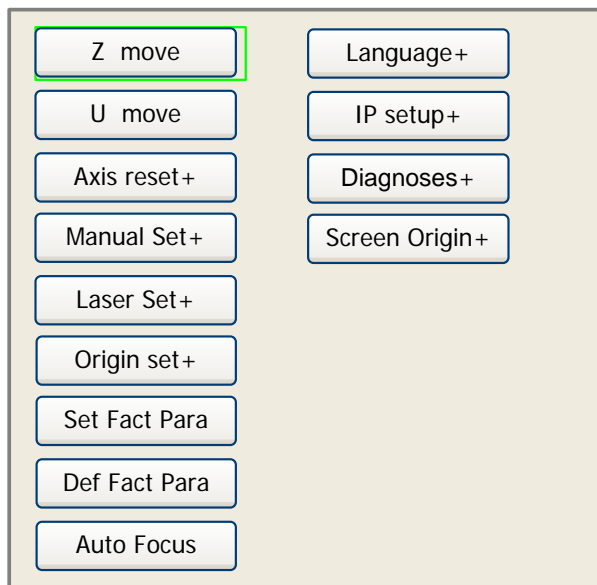 Z move
U move
Axis reset+
Manual Set+
Laser Set+
Origin set+
Set Fact Para
Def Fact Para
Auto Focus
Language+
IP setup+
Diagnoses+
Screen Origin+